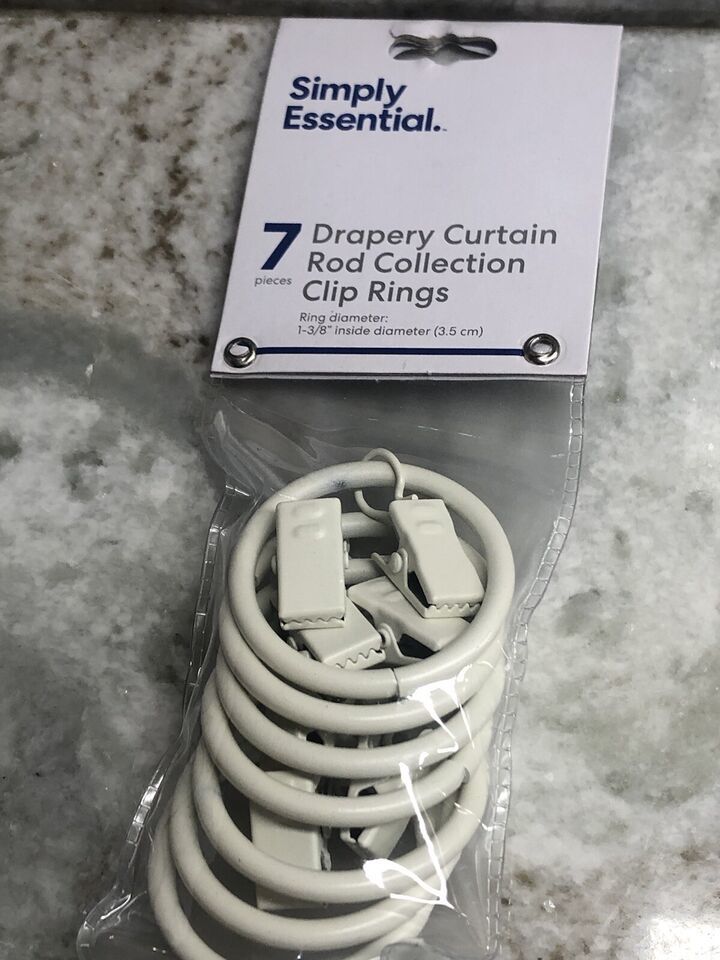 Simply
Essential.™
7 Drapery Curtain
pieces Rod Collection
Clip Rings
Ring diameter:
1-3/8" inside diameter (3.5 cm)